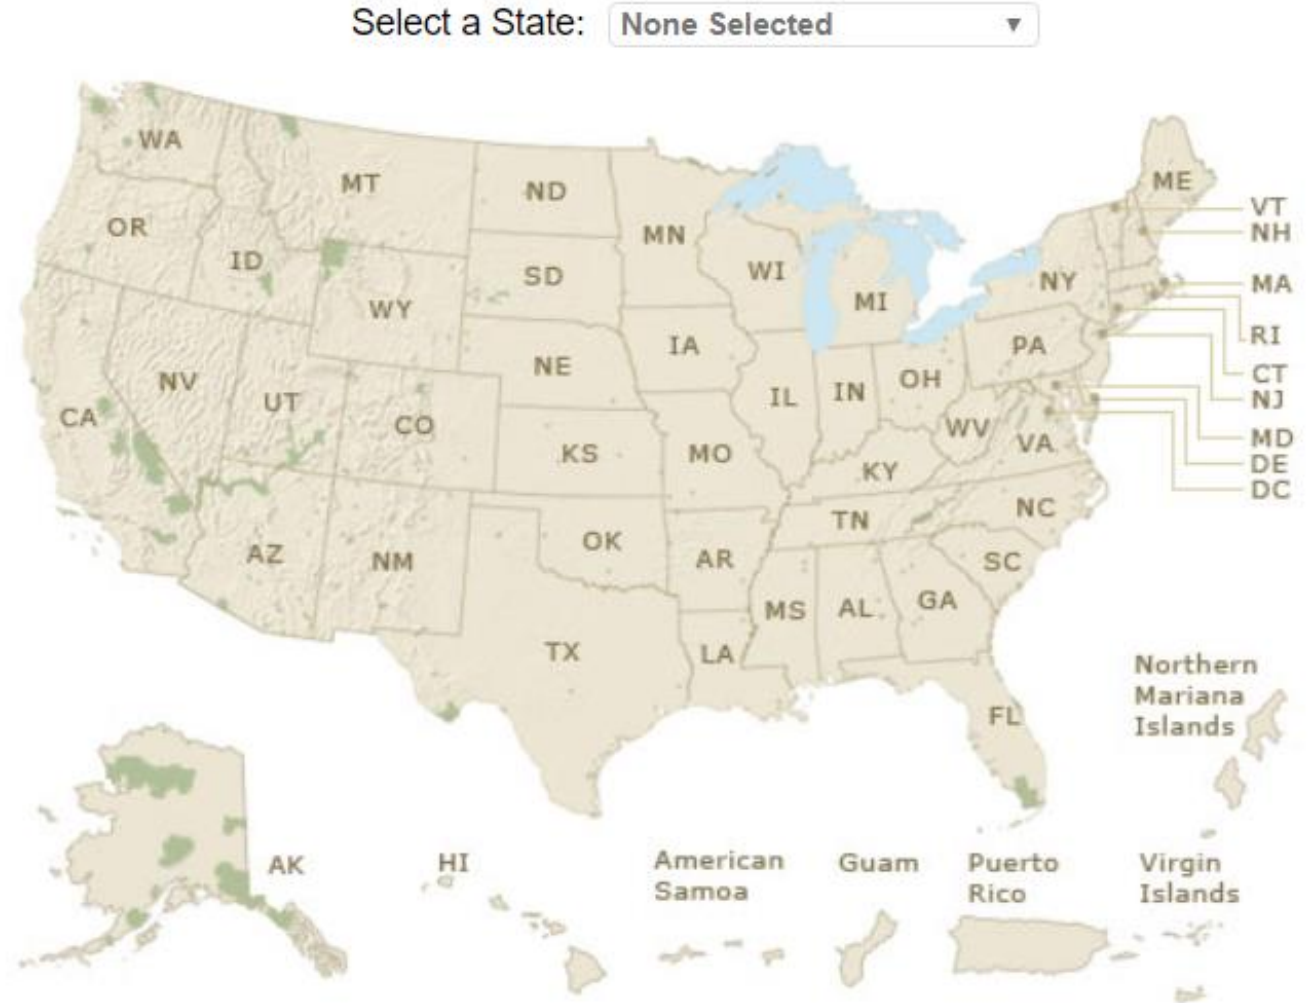 Select a State: None Selected ▼
WA
MT
ND
ME
OR
MN
VT
NH
ID
SD
WI
NY
MA
WY
MI
RI
IA
PA
NE
OH
CT
NV
UT
IL
IN
NJ
CA
CO
WV
VA
MD
KS
MO
KY
DE
DC
TN
NC
AZ
NM
OK
AR
SC
MS
AL
GA
TX
LA
FL
Northern
Mariana
Islands
AK
HI
American
Samoa
Guam
Puerto
Rico
Virgin
Islands